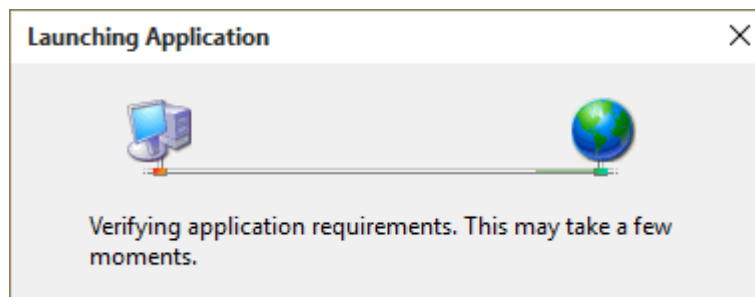 Launching Application
Verifying application requirements. This may take a few
moments.